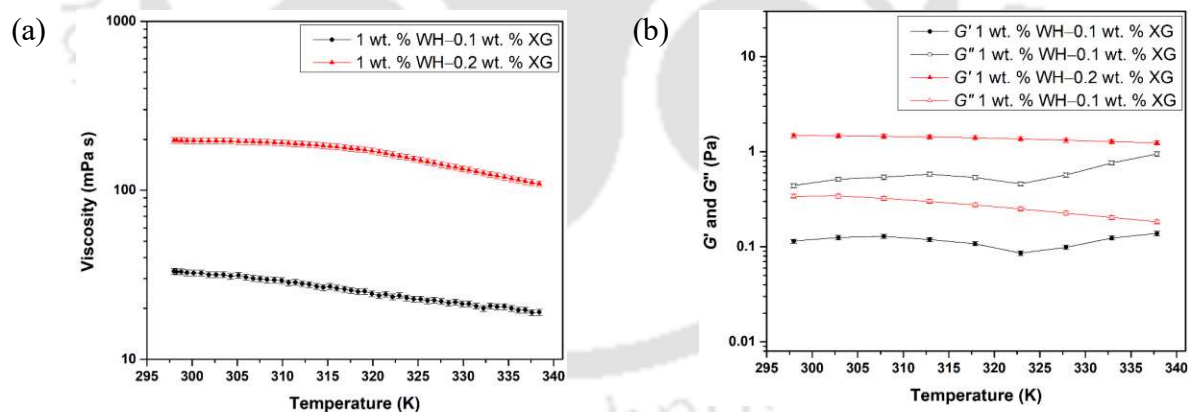 (a)
1000
100
10
Viscosity (mPa s)
1 wt. % WH–0.1 wt. % XG
1 wt. % WH–0.2 wt. % XG
295 300 305 310 315 320 325 330 335 340
Temperature (K)
(b)
10
1
0.1
0.01
G' and G'' (Pa)
G' 1 wt. % WH–0.1 wt. % XG
G'' 1 wt. % WH–0.1 wt. % XG
G' 1 wt. % WH–0.2 wt. % XG
G'' 1 wt. % WH–0.1 wt. % XG
295 300 305 310 315 320 325 330 335 340
Temperature (K)